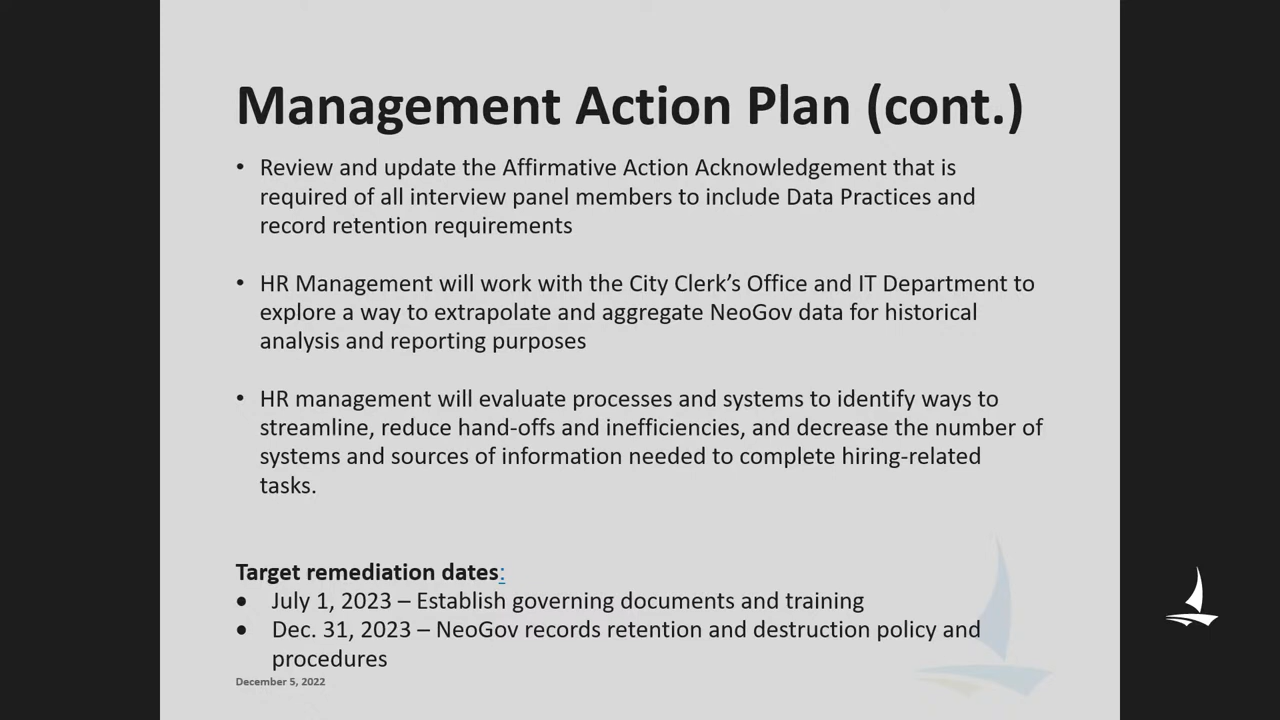 Management Action Plan (cont.)
• Review and update the Affirmative Action Acknowledgement that is
required of all interview panel members to include Data Practices and
record retention requirements
• HR Management will work with the City Clerk’s Office and IT Department to
explore a way to extrapolate and aggregate NeoGov data for historical
analysis and reporting purposes
• HR management will evaluate processes and systems to identify ways to
streamline, reduce hand-offs and inefficiencies, and decrease the number of
systems and sources of information needed to complete hiring-related
tasks.
Target remediation dates:
● July 1, 2023 – Establish governing documents and training
● Dec. 31, 2023 – NeoGov records retention and destruction policy and
procedures
December 5, 2022